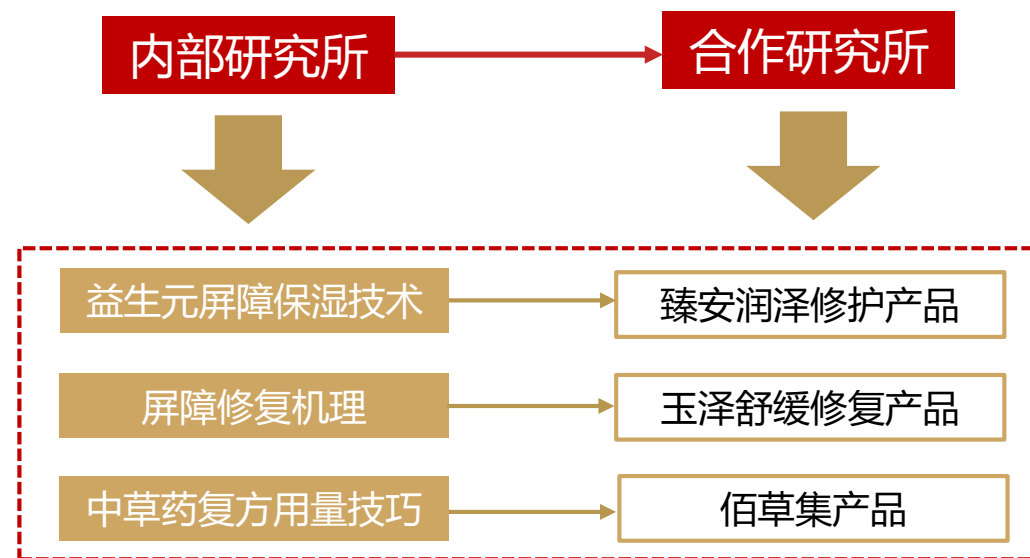 内部研究所
合作研究所
益生元屏障保湿技术
臻安润泽修护产品
屏障修复机理
玉泽舒缓修复产品
中草药复方用量技巧
佰草集产品